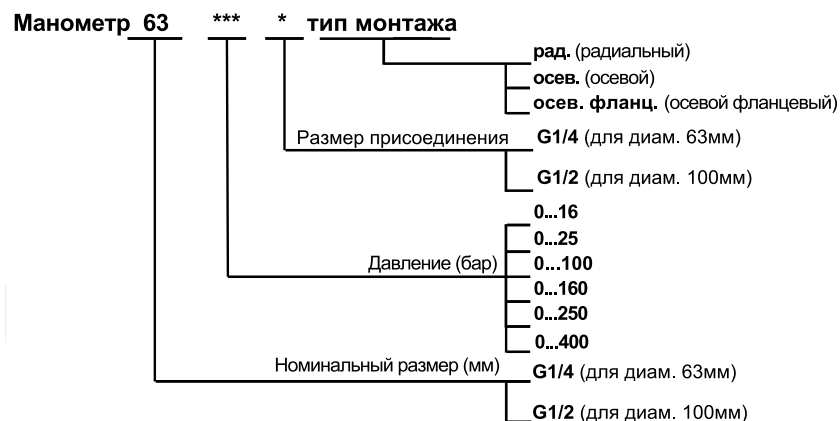 Манометр 63 *** * тип монтажа
рад. (радиальный)
осев. (осевой)
осев. фланц. (осевой фланцевый)
Размер присоединения G1/4 (для диам. 63мм)
G1/2 (для диам. 100мм)
0...16
0...25
Давление (бар) 0...100
0...160
0...250
0...400
Номинальный размер (мм) G1/4 (для диам. 63мм)
G1/2 (для диам. 100мм)